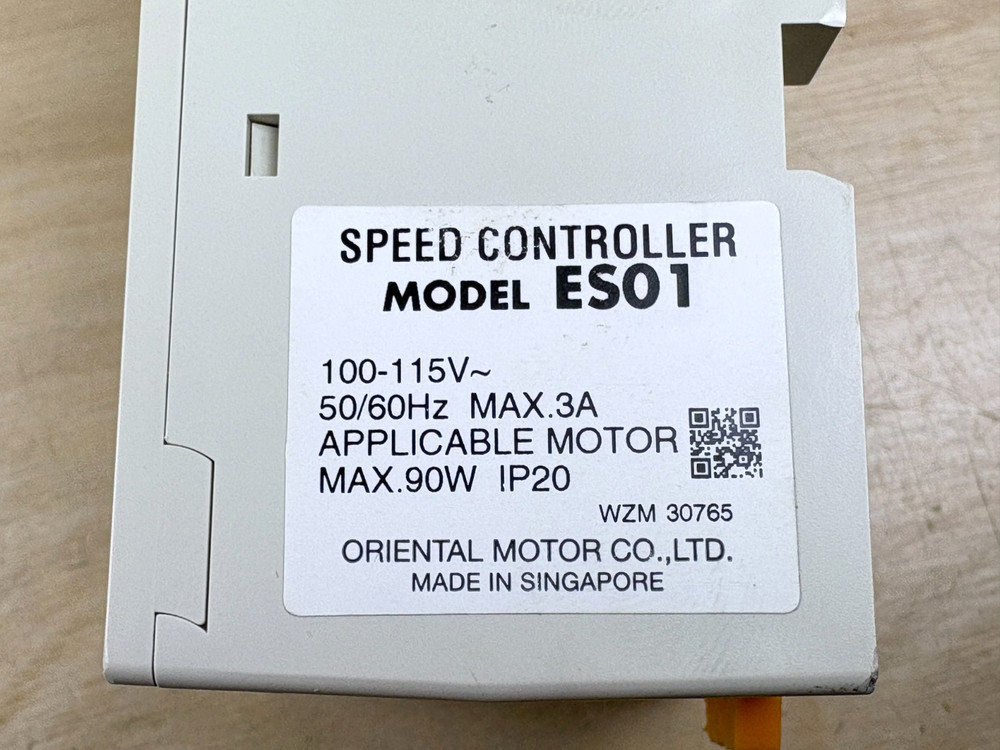 SPEED CONTROLLER
MODEL ES01
100-115V~
50/60Hz MAX.3A
APPLICABLE MOTOR
MAX.90W IP20
WZM 30765
ORIENTAL MOTOR CO.,LTD.
MADE IN SINGAPORE